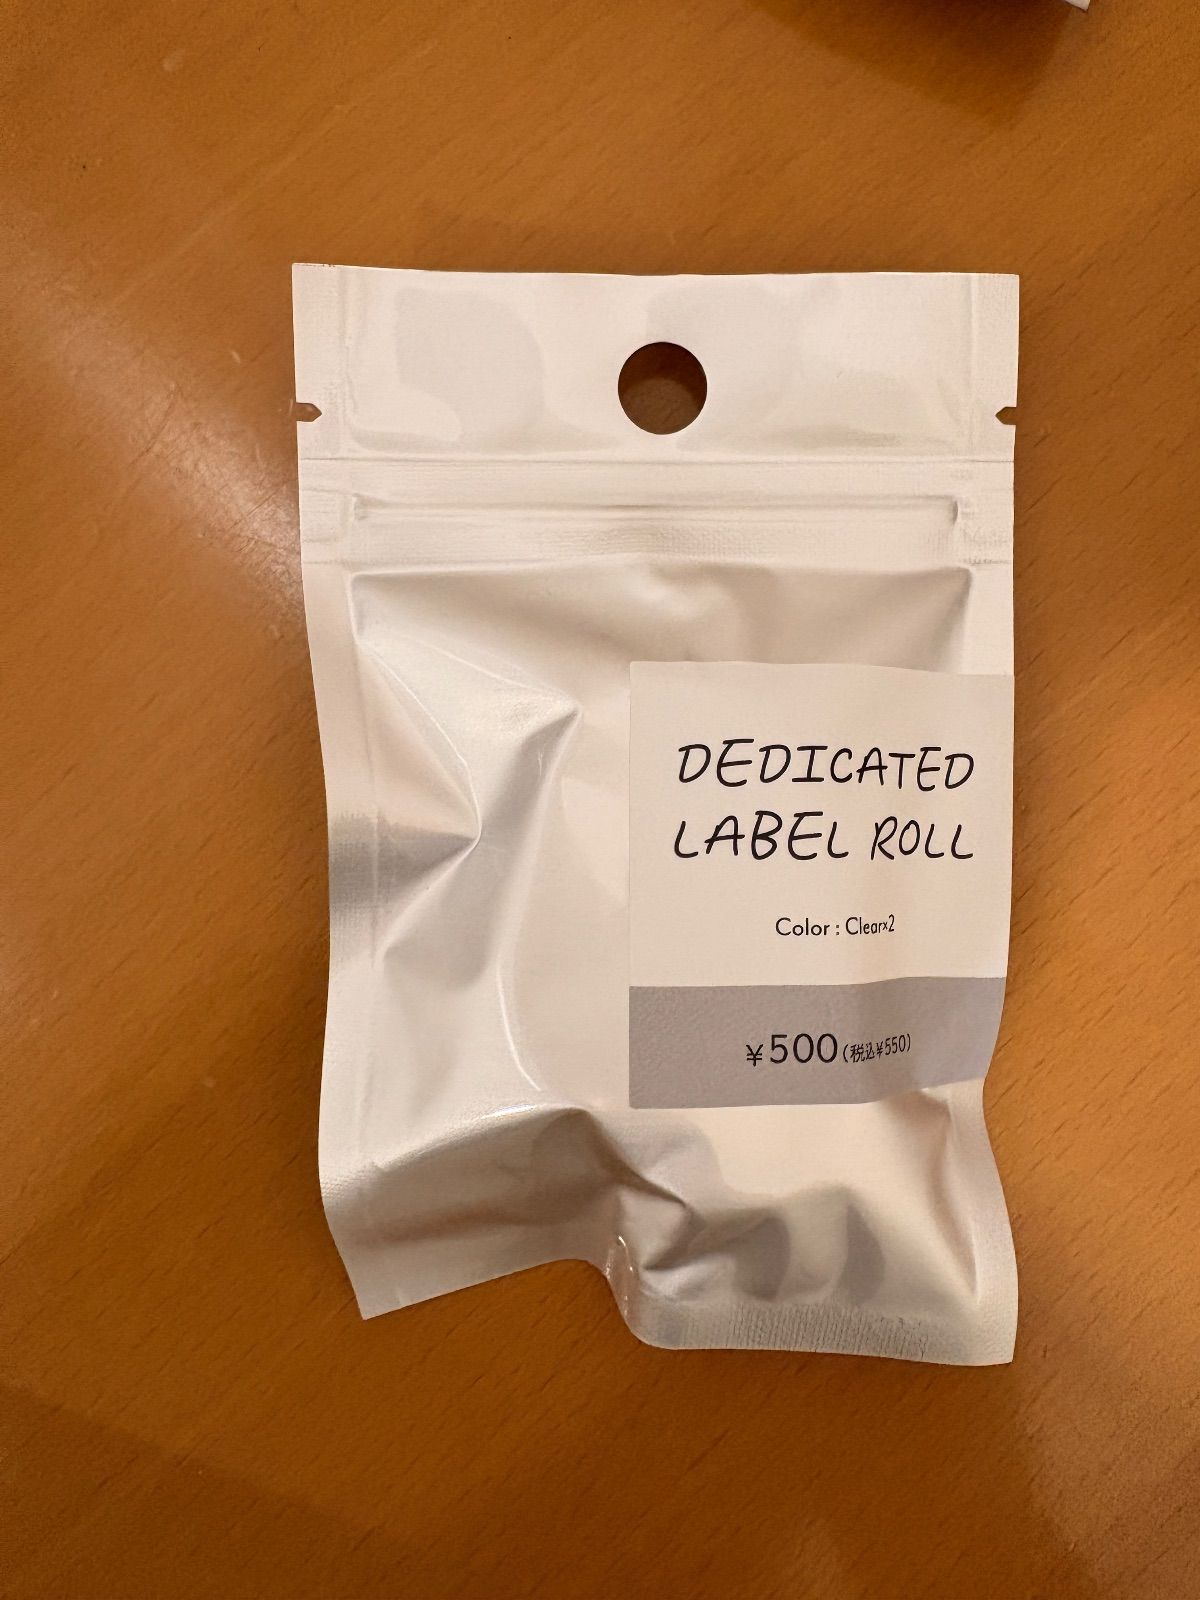 DEDICATED
LABEL ROLL
Color : Clear×2
¥500(税込¥550)